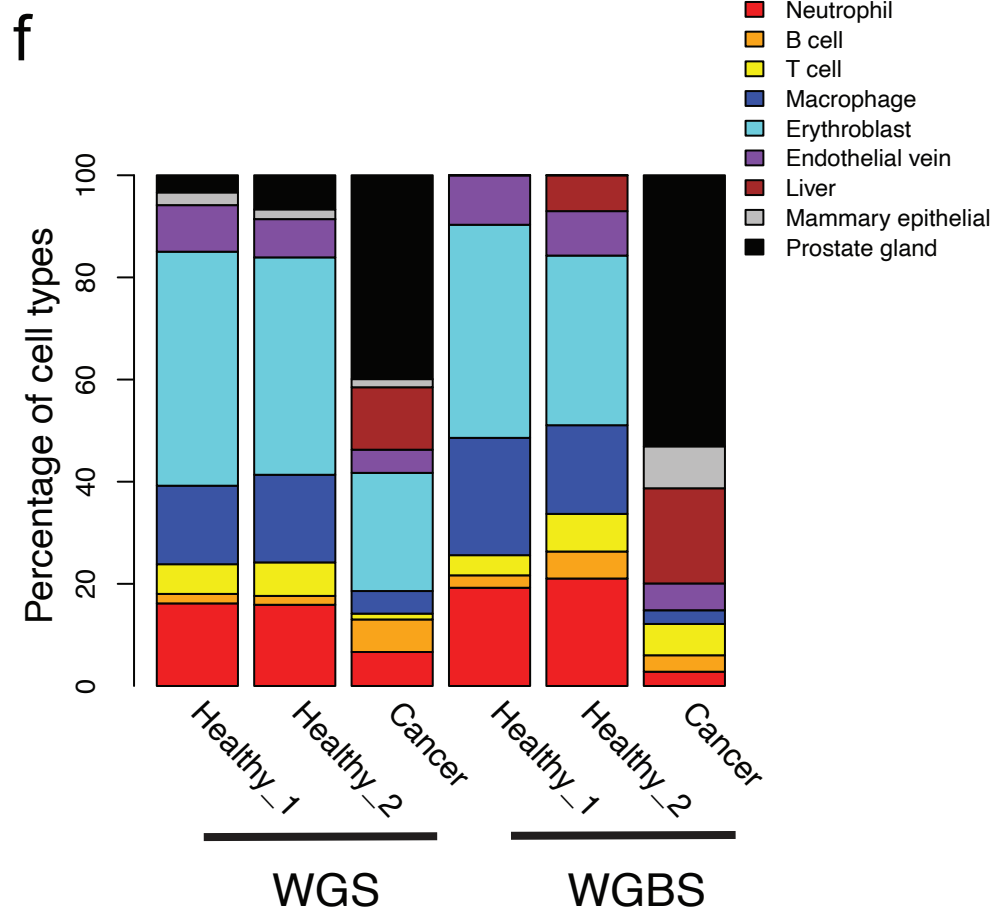 f
Neutrophil
B cell
T cell
Macrophage
Erythroblast
Endothelial vein
Liver
Mammary epithelial
Prostate gland
Percentage of cell types
100
80
60
40
20
0
Healthy_1
Healthy_2
Cancer
Healthy_1
Healthy_2
Cancer
WGS
WGBS